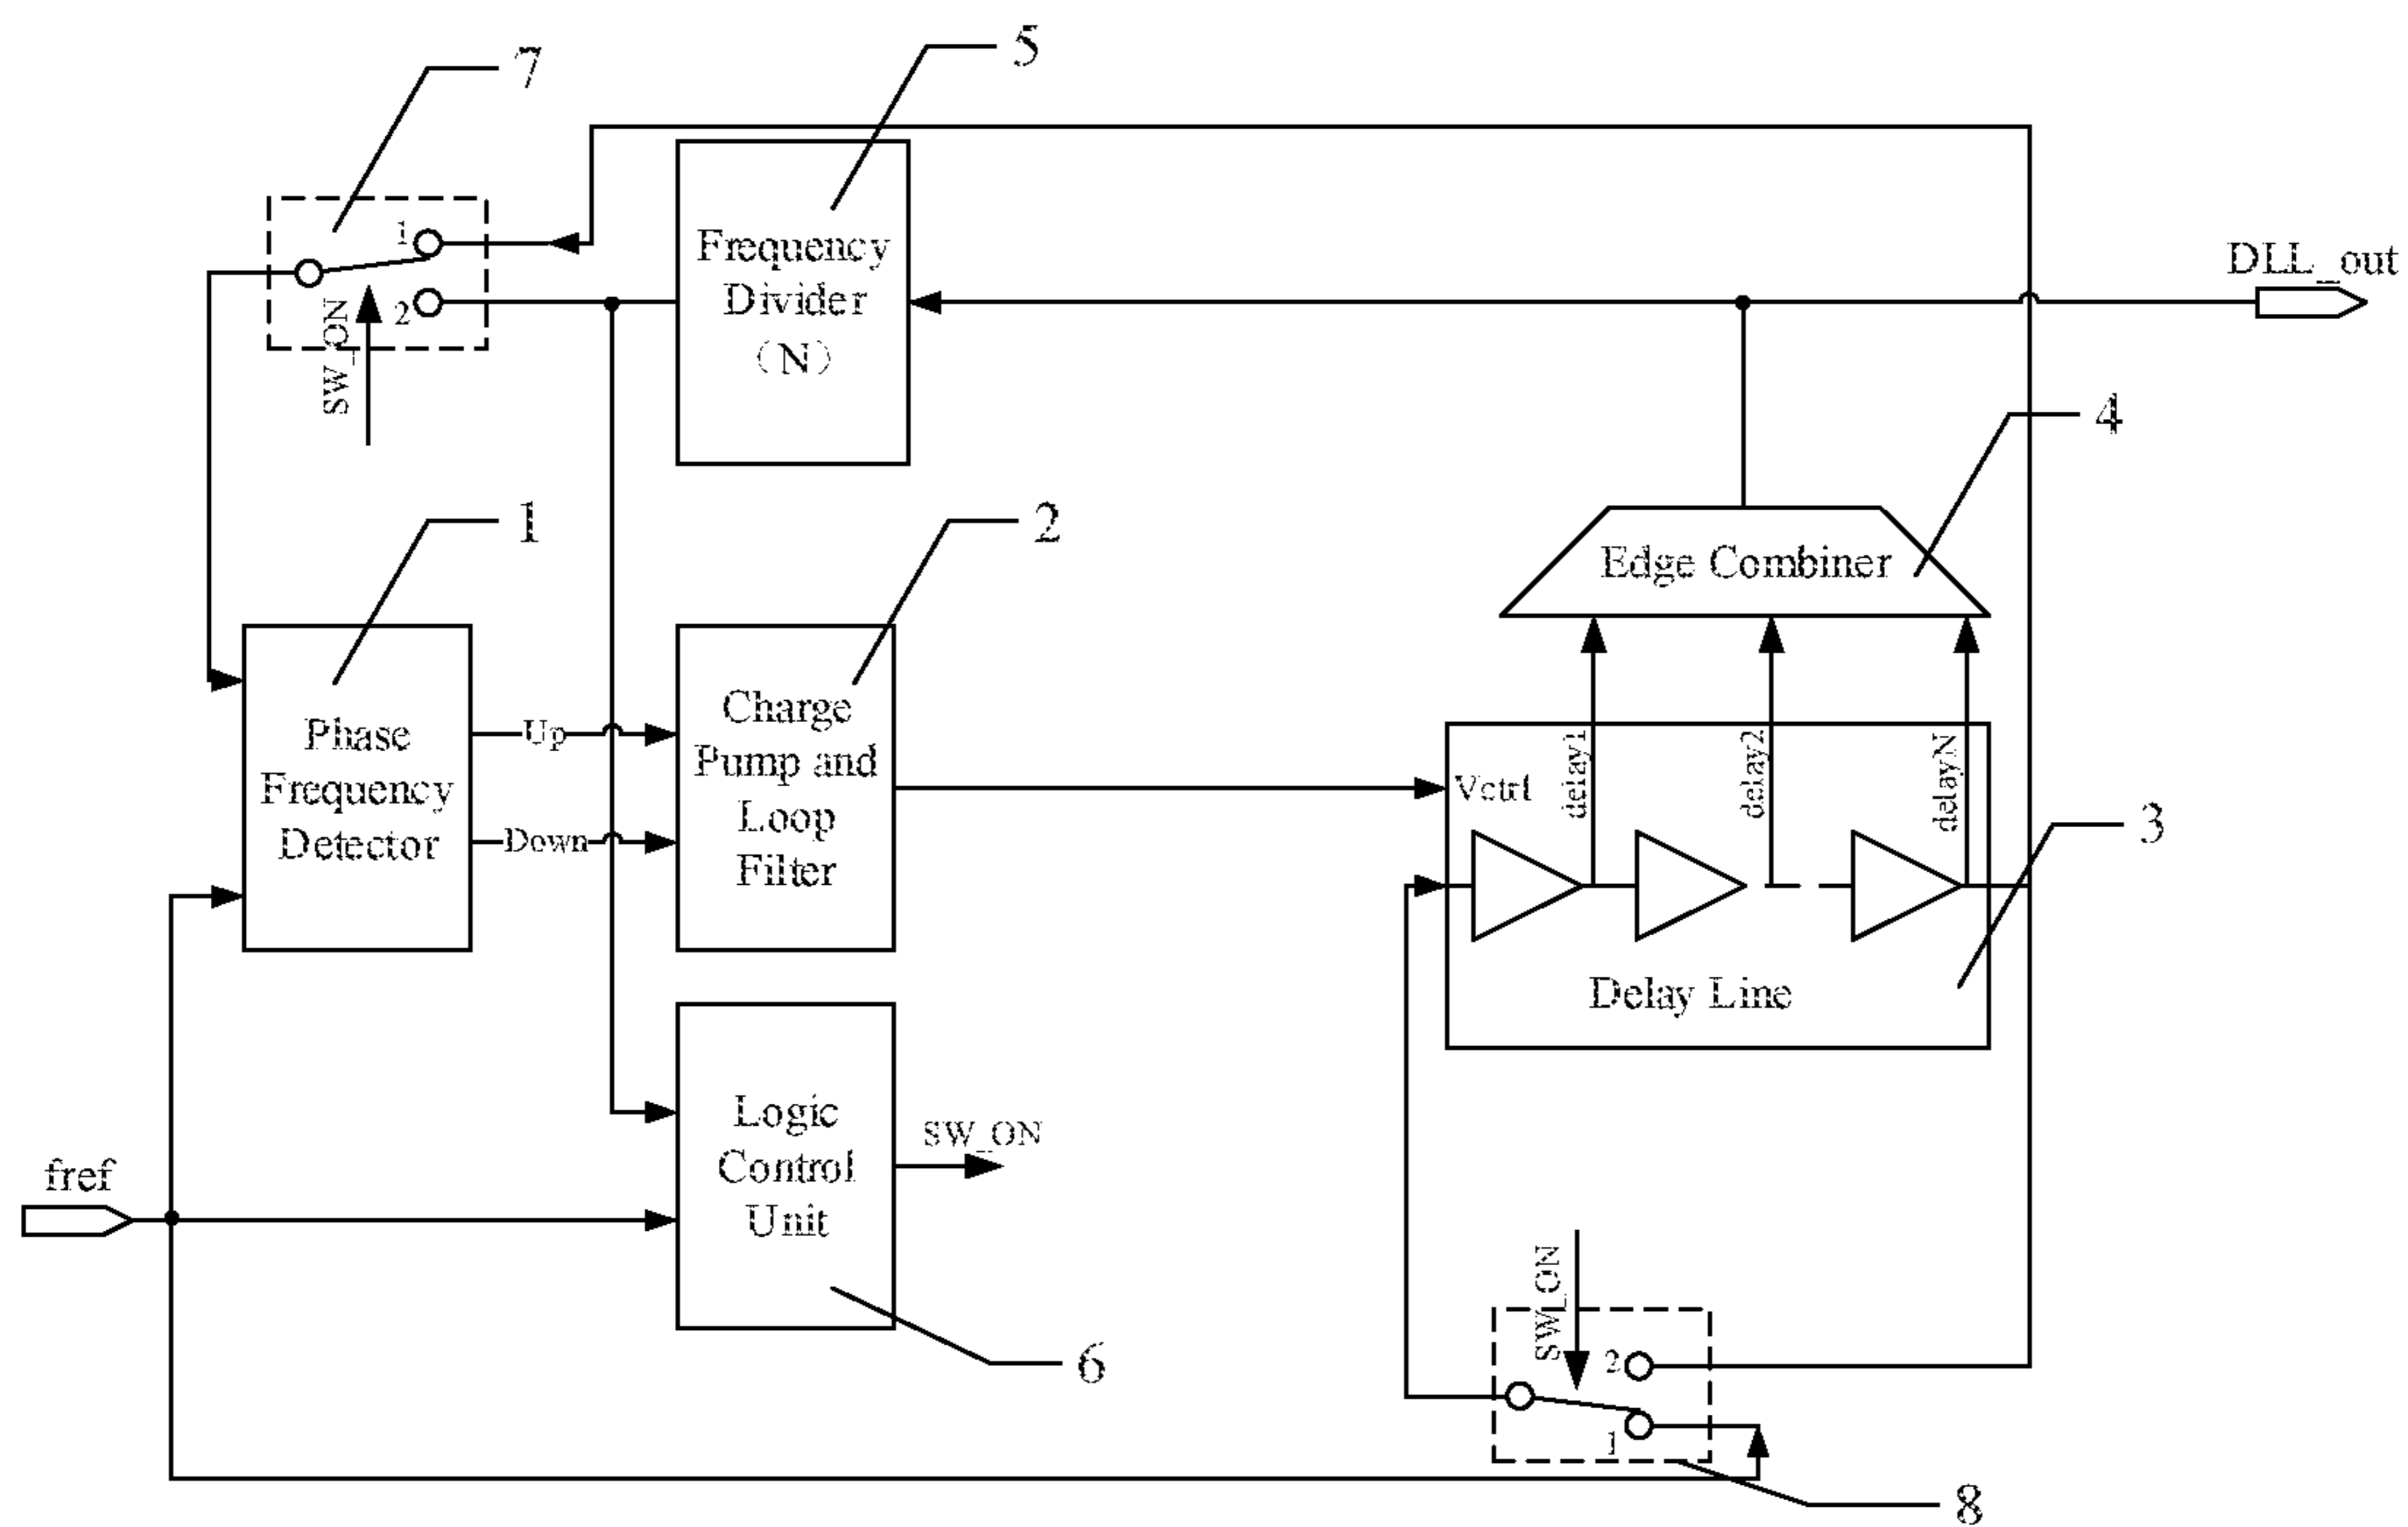 5
7
1
2
SW_ON
Frequency
Divider
(N)
DLL_out
4
1
2
Edge Combiner
Phase
Frequency
Detector
Up
Down
Charge
Pump and
Loop
Filter
Vctrl
delay1
delay2
delayN
3
Delay Line
Logic
Control
Unit
SW_ON
fref
6
SW_ON
2
1
8